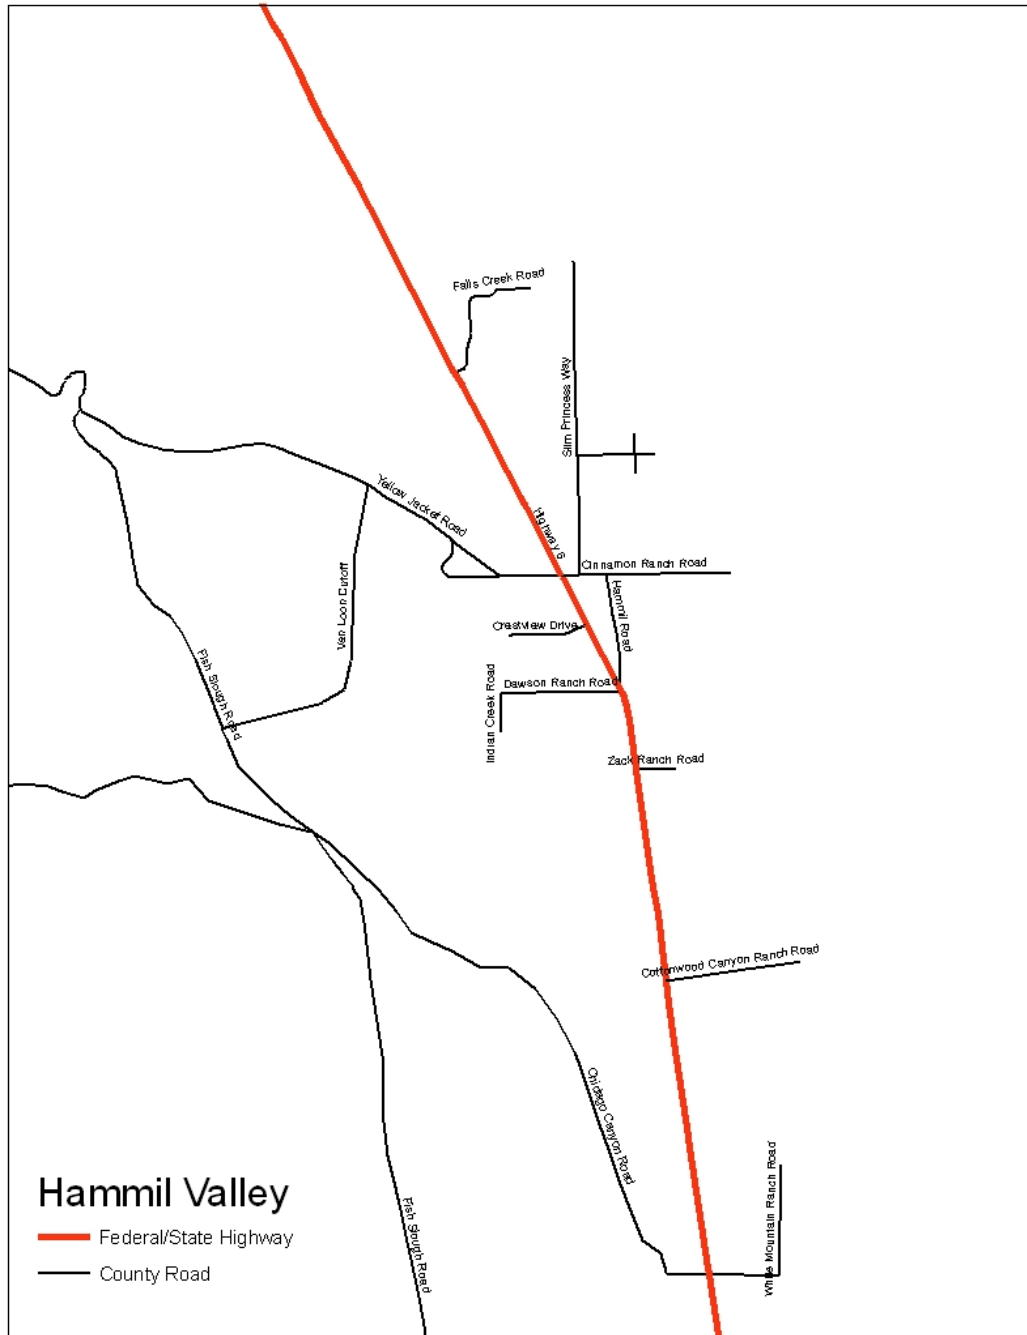 Falls Creek Road
Slim Princess Way
Yellow Jacket Road
Highway 6
Cinnamon Ranch Road
Van Loon Cutoff
Hammil Road
Crestview Drive
Fish Slough Road
Indian Creek Road
Dawson Ranch Road
Zack Ranch Road
Cottonwood Canyon Ranch Road
Chidago Canyon Road
White Mountain Ranch Road
Fish Slough Road
Hammil Valley
Federal/State Highway
County Road